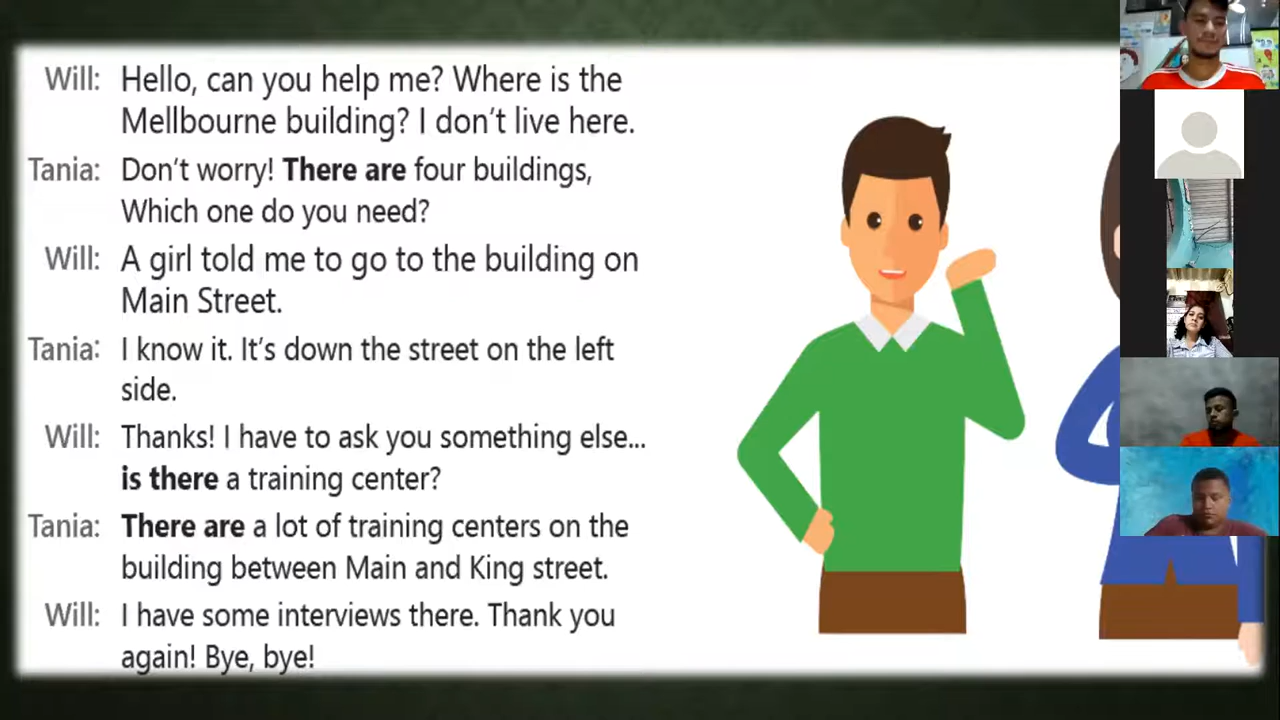 Will: Hello, can you help me? Where is the
Mellbourne building? I don't live here.
Tania: Don't worry! There are four buildings,
Which one do you need?
Will: A girl told me to go to the building on
Main Street.
Tania: I know it. It's down the street on the left
side.
Will: Thanks! I have to ask you something else...
is there a training center?
Tania: There are a lot of training centers on the
building between Main and King street.
Will: I have some interviews there. Thank you
again! Bye, bye!